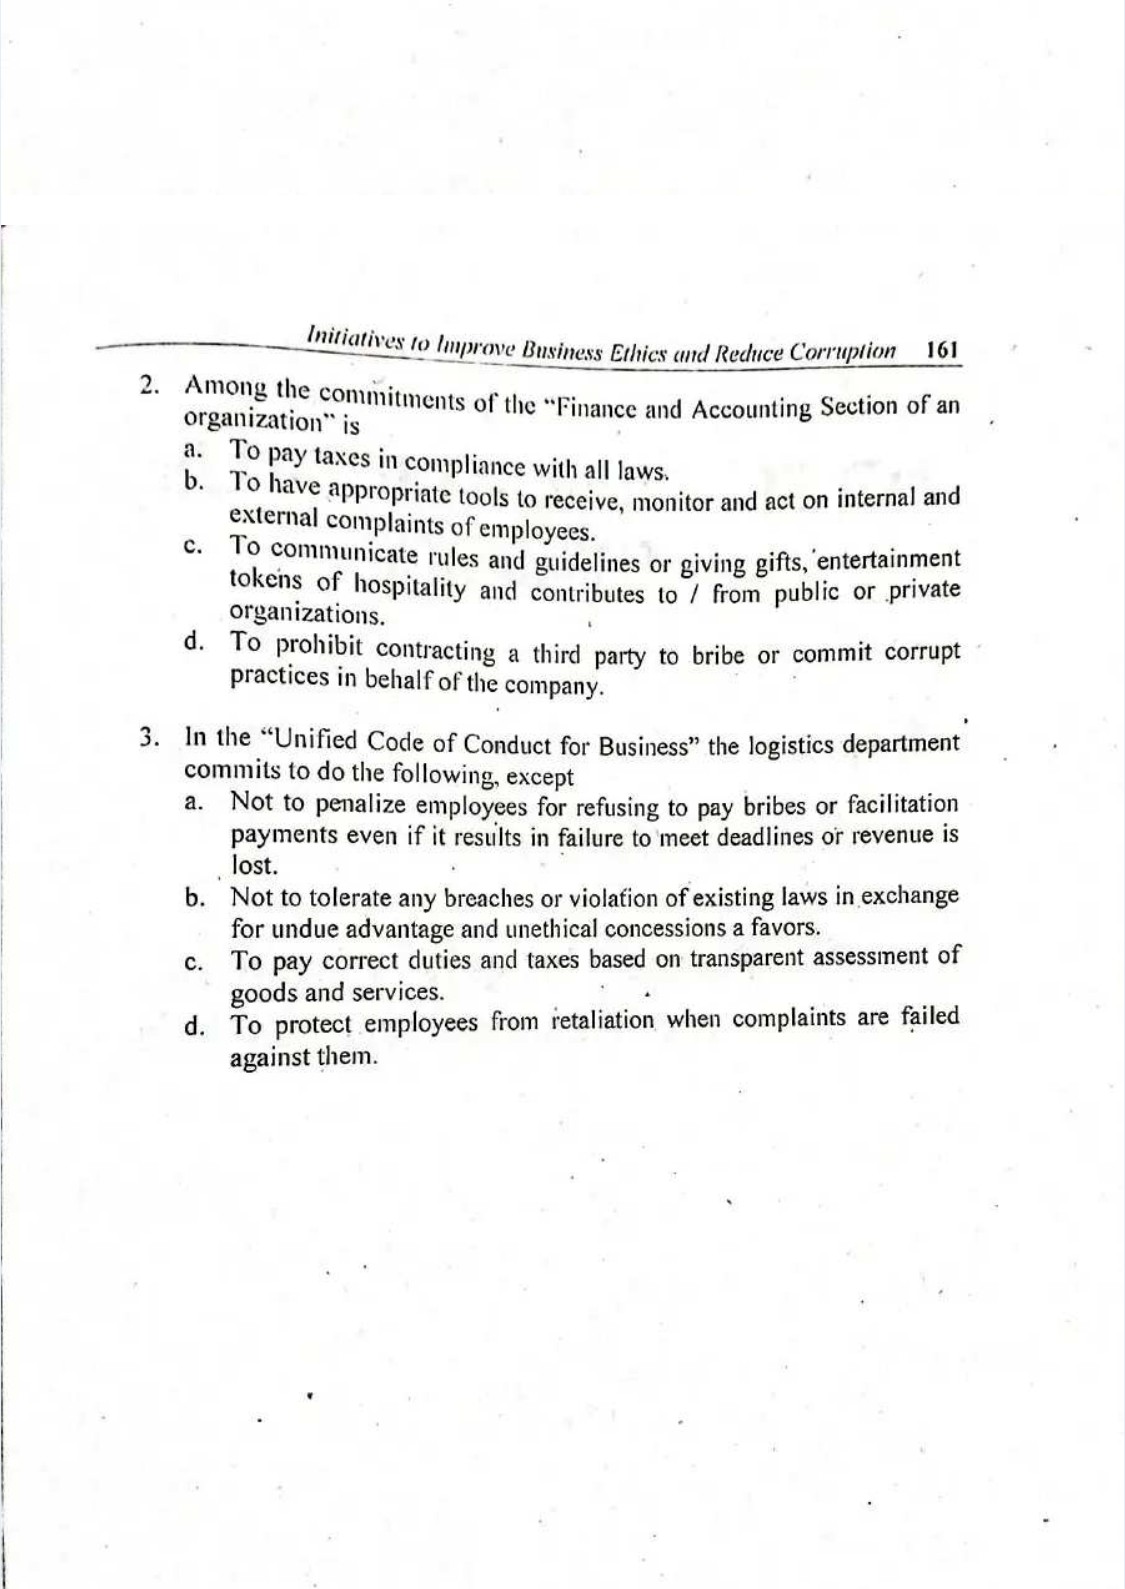 Initiatives to Improve Business Ethics and Reduce Corruption 161
2. Among the commitments of the "Finance and Accounting Section of an
organization" is
a. To pay taxes in compliance with all laws.
b. To have appropriate tools to receive, monitor and act on internal and
external complaints of employees.
c. To communicate rules and guidelines or giving gifts, entertainment
tokens of hospitality and contributes to / from public or private
organizations.
d. To prohibit contracting a third party to bribe or commit corrupt
practices in behalf of the company.
3. In the "Unified Code of Conduct for Business" the logistics department
commits to do the following, except
a. Not to penalize employees for refusing to pay bribes or facilitation
payments even if it results in failure to meet deadlines or revenue is
lost.
b. Not to tolerate any breaches or violation of existing laws in exchange
for undue advantage and unethical concessions a favors.
c. To pay correct duties and taxes based on transparent assessment of
goods and services.
d. To protect employees from retaliation when complaints are failed
against them.